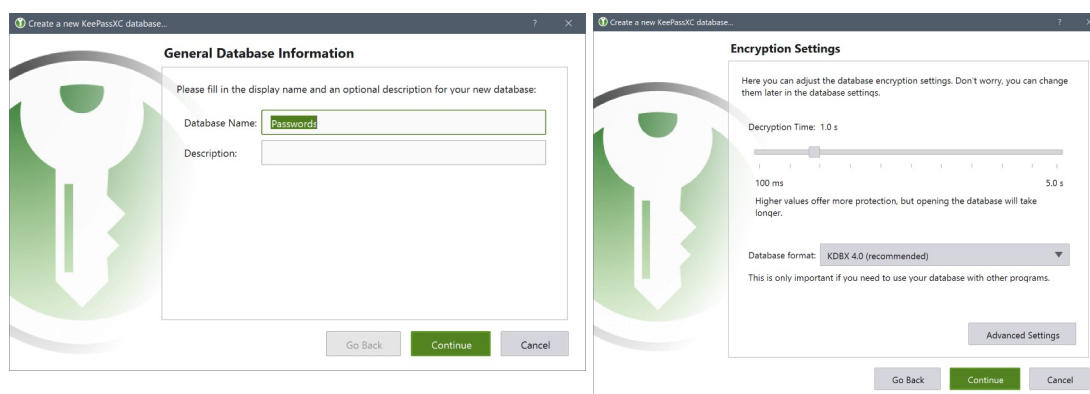 Create a new KeePassXC database...
General Database Information
Please fill in the display name and an optional description for your new database:
Database Name: Passwords
Description:
Go Back Continue Cancel
Create a new KeePassXC database...
Encryption Settings
Here you can adjust the database encryption settings. Don't worry, you can change
them later in the database settings.
Decryption Time: 1.0 s
100 ms 5.0 s
Higher values offer more protection, but opening the database will take
longer.
Database format: KDBX 4.0 (recommended)
This is only important if you need to use your database with other programs.
Advanced Settings
Go Back Continue Cancel